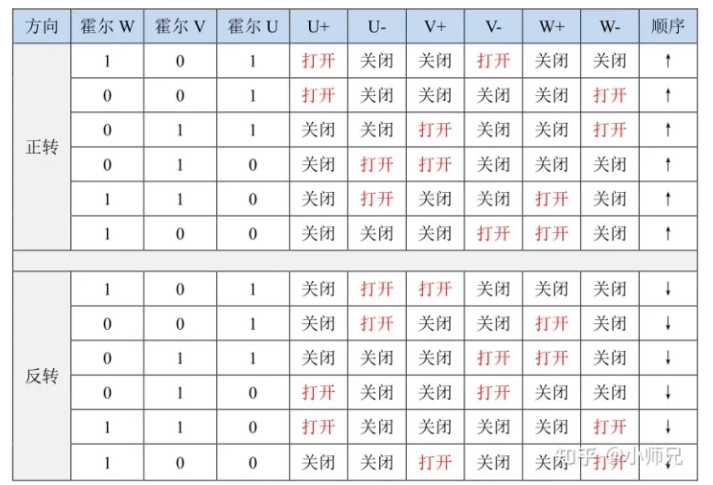 方向 霍尔 W 霍尔 V 霍尔 U U+ U- V+ V- W+ W- 顺序
正转
1 0 1 打开 关闭 关闭 打开 关闭 关闭 ↑
0 0 1 打开 关闭 关闭 关闭 关闭 打开 ↑
0 1 1 关闭 关闭 打开 关闭 关闭 打开 ↑
0 1 0 关闭 打开 打开 关闭 关闭 关闭 ↑
1 1 0 关闭 打开 关闭 关闭 打开 关闭 ↑
1 0 0 关闭 关闭 关闭 打开 打开 关闭 ↑
反转
1 0 1 关闭 打开 打开 关闭 关闭 关闭 ↓
0 0 1 关闭 打开 关闭 关闭 打开 关闭 ↓
0 1 1 关闭 关闭 关闭 打开 打开 关闭 ↓
0 1 0 打开 关闭 关闭 打开 关闭 关闭 ↓
1 1 0 打开 关闭 关闭 关闭 关闭 打开 ↓
1 0 0 关闭 关闭 打开 关闭 关闭 打开 ↓
知乎 @小师兄